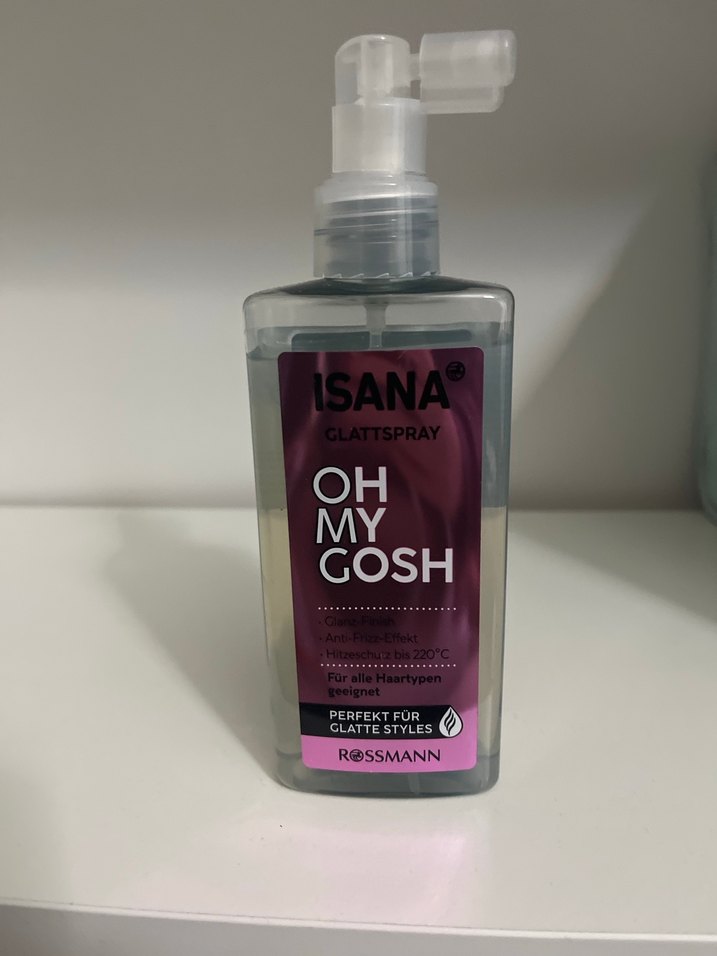 ISANA
GLATTSPRAY
OH
MY
GOSH
· Glanz-Finish
· Anti-Frizz-Effekt
· Hitzeschutz bis 220°C
Für alle Haartypen
geeignet
PERFEKT FÜR
GLATTE STYLES
ROSSMANN